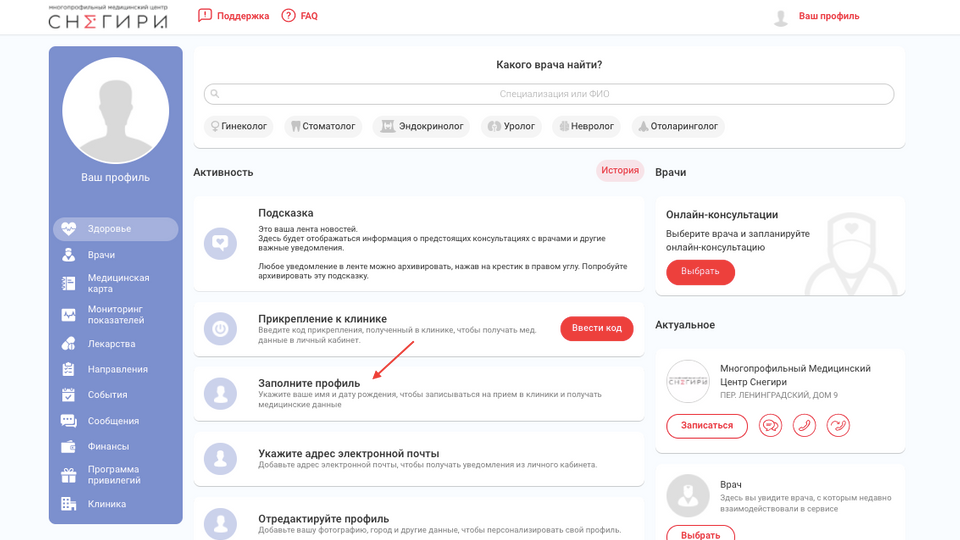 многопрофильный медицинский центр
СНЕГИРИ
Поддержка
FAQ
Ваш профиль
Ваш профиль
Здоровье
Врачи
Медицинская
карта
Мониторинг
показателей
Лекарства
Направления
События
Сообщения
Финансы
Программа
привилегий
Клиника
Какого врача найти?
Специализация или ФИО
Гинеколог
Стоматолог
Эндокринолог
Уролог
Невролог
Отоларинголог
Активность
История
Подсказка
Это ваша лента новостей.
Здесь будет отображаться информация о предстоящих консультациях с врачами и другие
важные уведомления.
Любое уведомление в ленте можно архивировать, нажав на крестик в правом углу. Попробуйте
архивировать эту подсказку.
Прикрепление к клинике
Введите код прикрепления, полученный в клинике, чтобы получать мед.
данные в личный кабинет.
Ввести код
Заполните профиль
Укажите ваше имя и дату рождения, чтобы записываться на прием в клиники и получать
медицинские данные
Укажите адрес электронной почты
Добавьте адрес электронной почты, чтобы получать уведомления из личного кабинета.
Отредактируйте профиль
Добавьте вашу фотографию, город и другие данные, чтобы персонализировать свой профиль.
Врачи
Онлайн-консультации
Выберите врача и запланируйте
онлайн-консультацию
Выбрать
Актуальное
СНЕГИРИ
Многопрофильный Медицинский
Центр Снегири
ПЕР. ЛЕНИНГРАДСКИЙ, ДОМ 9
Записаться
Врач
Здесь вы увидите врача, с которым недавно
взаимодействовали в сервисе
Выбрать